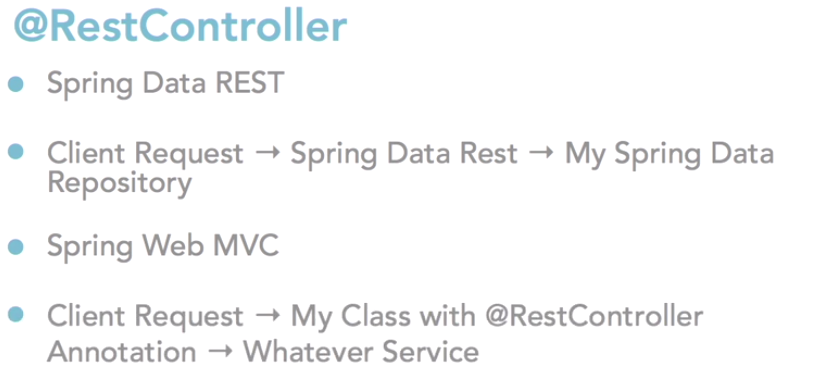 @RestController
Spring Data REST
Client Request → Spring Data Rest → My Spring Data
Repository
Spring Web MVC
Client Request → My Class with @RestController
Annotation → Whatever Service